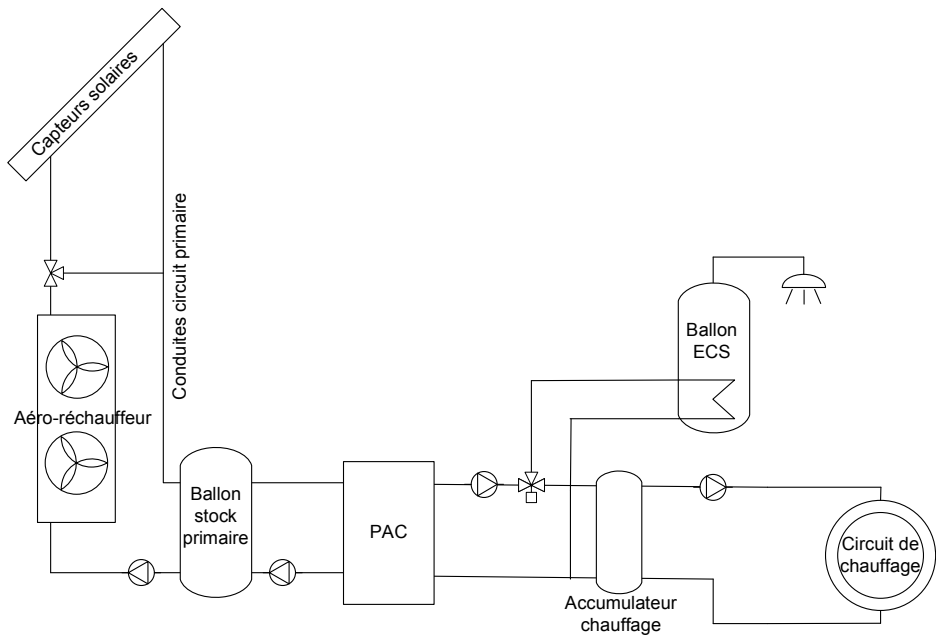 Capteurs solaires
Conduites circuit primaire
Aéro-réchauffeur
Ballon
stock
primaire
PAC
Ballon
ECS
Accumulateur
chauffage
Circuit de
chauffage